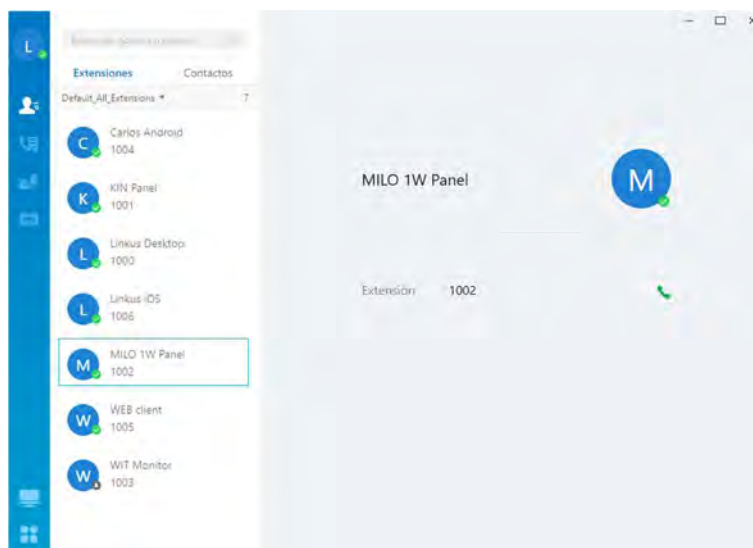 L
Extensiones Contactos
Default_All_Extensions 7
C
Carlos Android
1004
K
KIN Panel
1001
L
Linkus Desktop
1000
L
Linkus iOS
1006
M
MILO 1W Panel
1002
W
WEB client
1005
W
WIT Monitor
1003
MILO 1W Panel
M
Extensión 1002